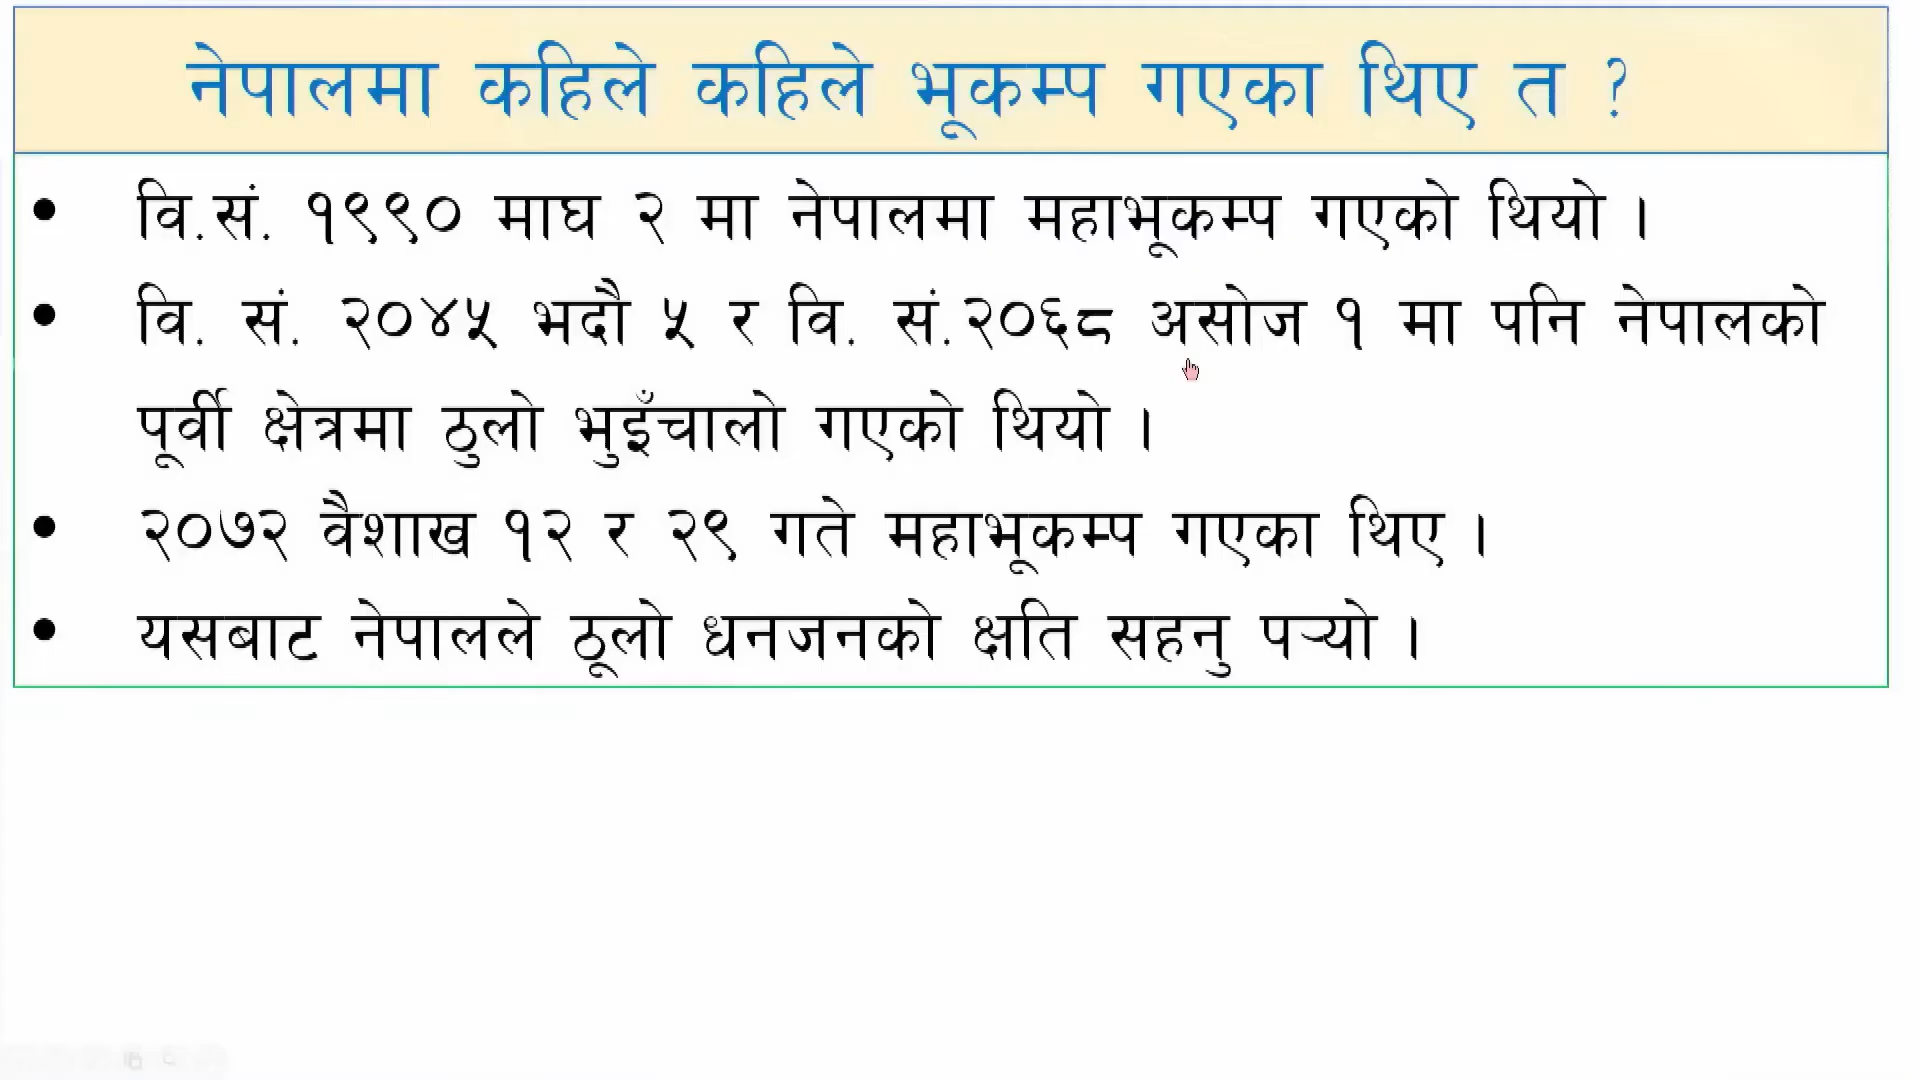 नेपालमा कहिले कहिले भूकम्प गएका थिए त ?
• वि.सं. १९९० माघ २ मा नेपालमा महाभूकम्प गएको थियो ।
• वि. सं. २०४५ भदौ ५ र वि. सं.२०६८ असोज १ मा पनि नेपालको
पूर्वी क्षेत्रमा ठुलो भुइँचालो गएको थियो ।
• २०७२ वैशाख १२ र २९ गते महाभूकम्प गएका थिए ।
• यसबाट नेपालले ठूलो धनजनको क्षति सहनु पर्‍यो ।